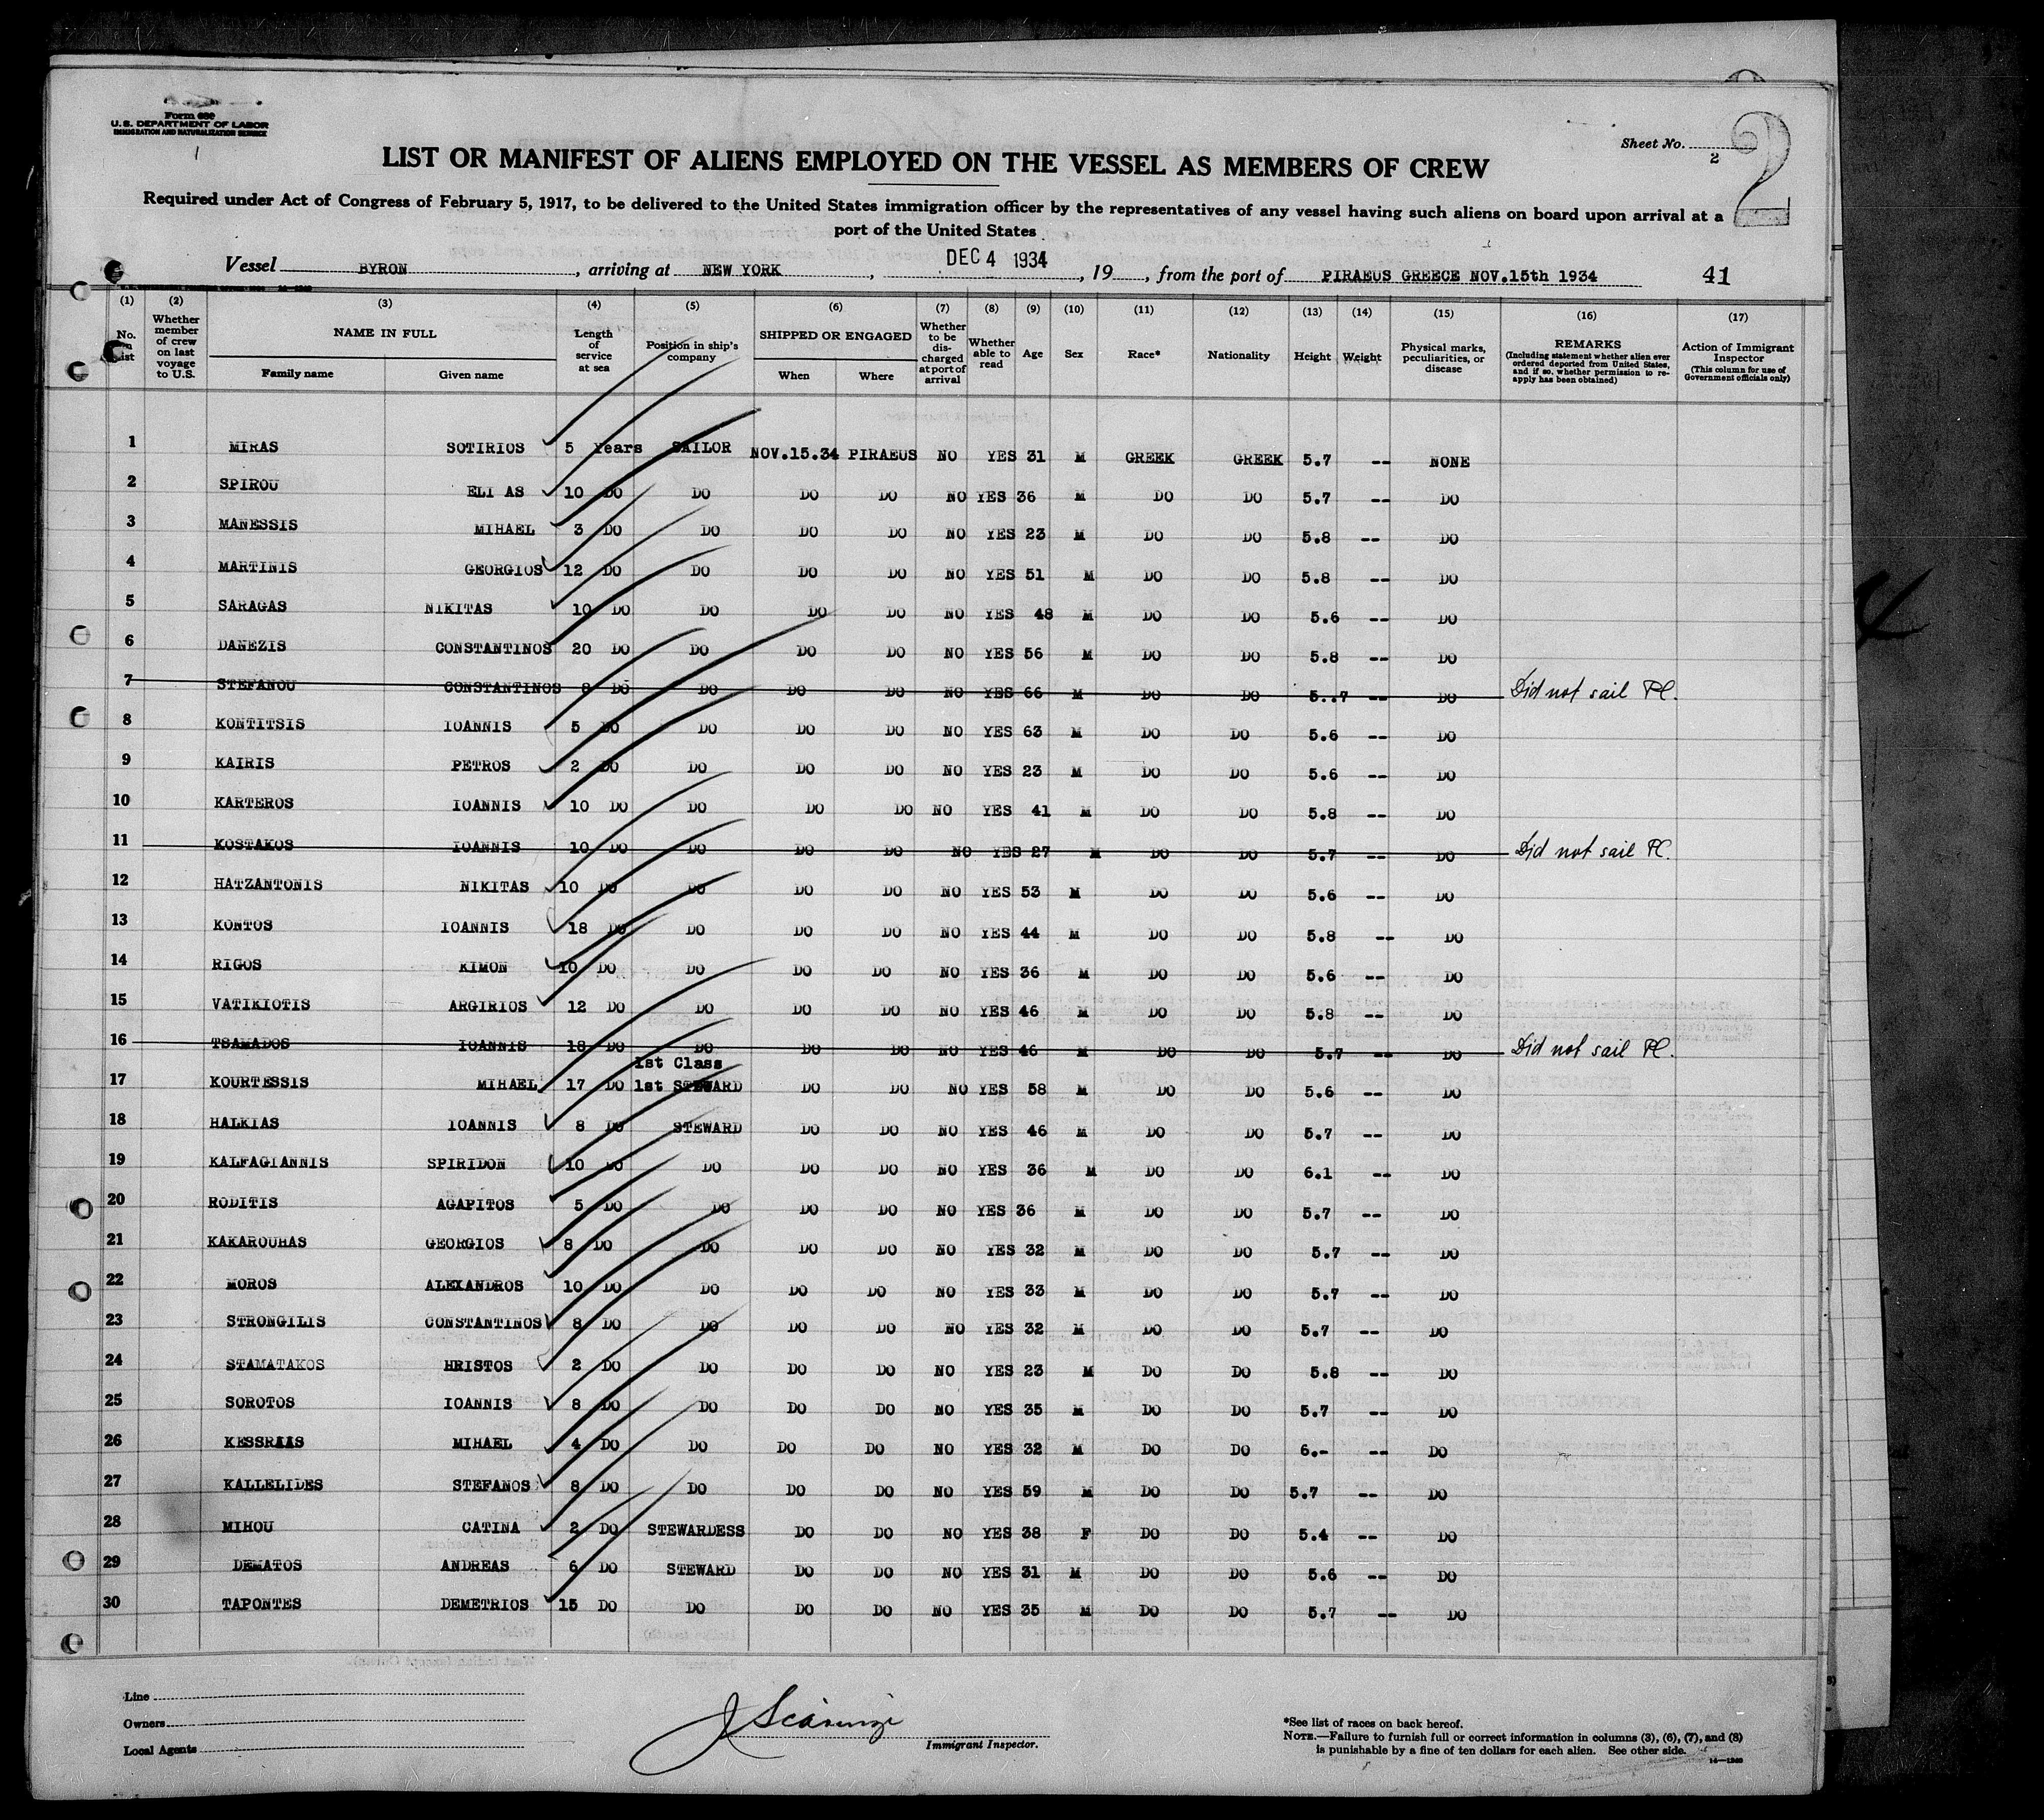 Form 680
U.S. DEPARTMENT OF LABOR
IMMIGRATION AND NATURALIZATION SERVICE
Sheet No. 2
2
LIST OR MANIFEST OF ALIENS EMPLOYED ON THE VESSEL AS MEMBERS OF CREW
Required under Act of Congress of February 5, 1917, to be delivered to the United States immigration officer by the representatives of any vessel having such aliens on board upon arrival at a
port of the United States
Vessel BYRON, arriving at NEW YORK, DEC 4 1934, 19, from the port of PIRAEUS GREECE NOV.15th 1934 41
(1) (2) (3) (4) (5) (6) (7) (8) (9) (10) (11) (12) (13) (14) (15) (16) (17)
No. on List
Whether member of crew on last voyage to U.S.
NAME IN FULL
Family name Given name
Length of service at sea
Position in ship's company
SHIPPED OR ENGAGED
When Where
Whether to be discharged at port of arrival
Whether able to read
Age Sex Race* Nationality Height Weight
Physical marks, peculiarities, or disease
REMARKS
(Including statement whether alien ever ordered deported from United States, and if so, whether permission to re-apply has been obtained)
Action of Immigrant Inspector
(This column for use of Government officials only)
1 MIRAS SOTIRIOS 5 Years SAILOR NOV.15.34 PIRAEUS NO YES 31 M GREEK GREEK 5.7 -- NONE
2 SPIROU ELI AS 10 DO DO DO DO NO YES 36 M DO DO 5.7 -- DO
3 MANESSIS MIHAEL 3 DO DO DO DO NO YES 23 M DO DO 5.8 -- DO
4 MARTINIS GEORGIOS 12 DO DO DO DO NO YES 51 M DO DO 5.8 -- DO
5 SARAGAS NIKITAS 10 DO DO DO DO NO YES 48 M DO DO 5.6 -- DO
6 DANEZIS CONSTANTINOS 20 DO DO DO DO NO YES 56 M DO DO 5.8 -- DO
7 STEFANOU CONSTANTINOS 8 DO DO DO DO NO YES 66 M DO DO 5..7 -- DO Did not sail PC.
8 KONTITSIS IOANNIS 5 DO DO DO DO NO YES 63 M DO DO 5.6 -- DO
9 KAIRIS PETROS 2 DO DO DO DO NO YES 23 M DO DO 5.6 -- DO
10 KARTEROS IOANNIS 10 DO DO DO DO NO YES 41 M DO DO 5.8 -- DO
11 KOSTAKOS IOANNIS 10 DO DO DO DO NO YES 27 M DO DO 5.7 -- DO Did not sail PC.
12 HATZANTONIS NIKITAS 10 DO DO DO DO NO YES 53 M DO DO 5.6 -- DO
13 KONTOS IOANNIS 18 DO DO DO DO NO YES 44 M DO DO 5.8 -- DO
14 RIGOS KIMON 10 DO DO DO DO NO YES 36 M DO DO 5.6 -- DO
15 VATIKIOTIS ARGIRIOS 12 DO DO DO DO NO YES 46 M DO DO 5.8 -- DO
16 TSAMADOS IOANNIS 18 DO DO DO DO NO YES 46 M DO DO 5.7 -- DO Did not sail PC.
1st Class
17 KOURTESSIS MIHAEL 17 DO 1st STEWARD DO DO NO YES 58 M DO DO 5.6 -- DO
18 HALKIAS IOANNIS 8 DO STEWARD DO DO NO YES 46 M DO DO 5.7 -- DO
19 KALFAGIANNIS SPIRIDON 10 DO DO DO DO NO YES 36 M DO DO 6.1 -- DO
20 RODITIS AGAPITOS 5 DO DO DO DO NO YES 36 M DO DO 5.7 -- DO
21 KAKAROUHAS GEORGIOS 8 DO DO DO DO NO YES 32 M DO DO 5.7 -- DO
22 MOROS ALEXANDROS 10 DO DO DO DO NO YES 33 M DO DO 5.7 -- DO
23 STRONGILIS CONSTANTINOS 8 DO DO DO DO NO YES 32 M DO DO 5.7 -- DO
24 STAMATAKOS HRISTOS 2 DO DO DO DO NO YES 23 M DO DO 5.8 -- DO
25 SOROTOS IOANNIS 8 DO DO DO DO NO YES 35 M DO DO 5.7 -- DO
26 KESSRAIS MIHAEL 4 DO DO DO DO NO YES 32 M DO DO 6.- -- DO
27 KALLELIDES STEFANOS 8 DO DO DO DO NO YES 59 M DO DO 5.7 -- DO
28 MIHOU CATINA 2 DO STEWARDESS DO DO NO YES 38 F DO DO 5.4 -- DO
29 DEMATOS ANDREAS 6 DO STEWARD DO DO NO YES 31 M DO DO 5.6 -- DO
30 TAPONTES DEMETRIOS 15 DO DO DO DO NO YES 35 M DO DO 5.7 -- DO
Line
Owners
Local Agents
Immigrant Inspector.
*See list of races on back hereof.
NOTE.—Failure to furnish full or correct information in columns (3), (6), (7), and (8)
is punishable by a fine of ten dollars for each alien. See other side.